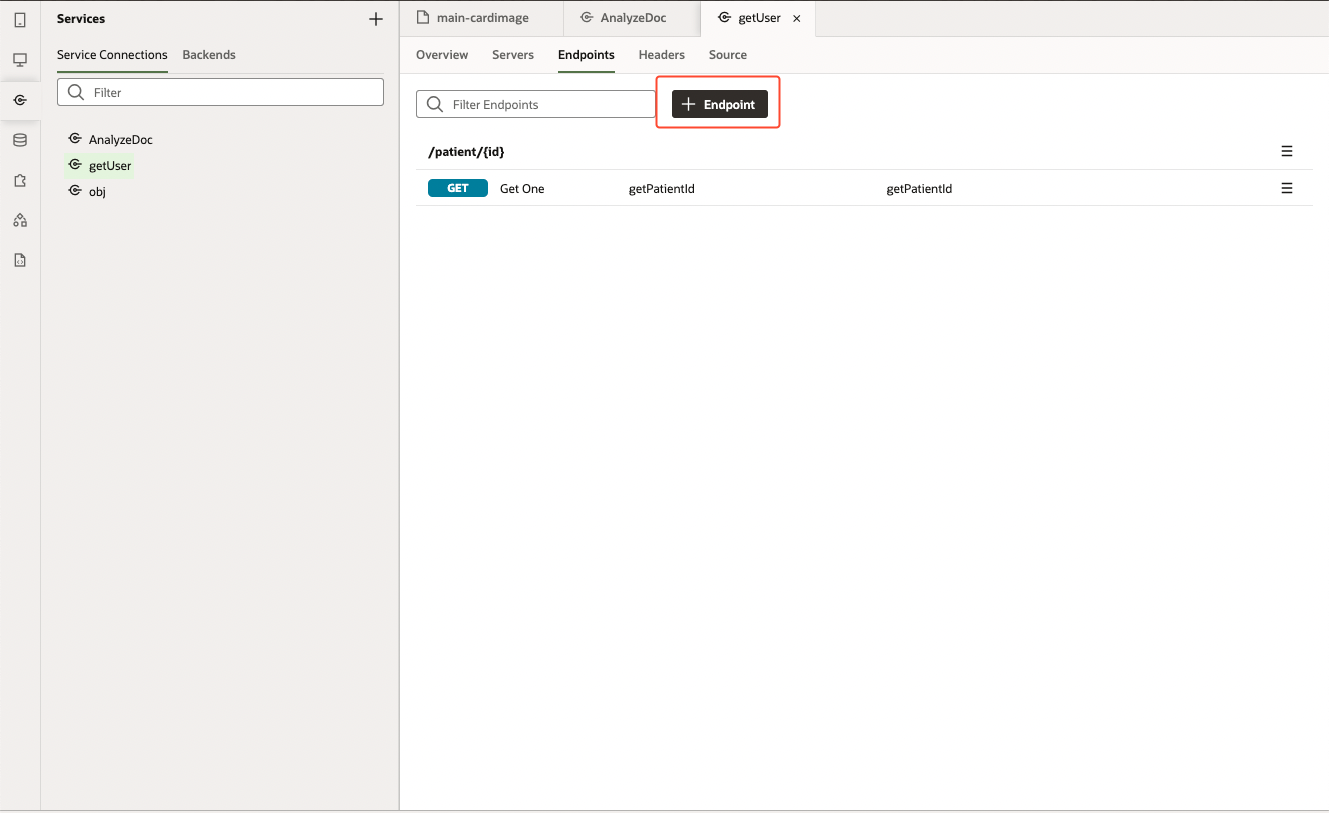 Services
Service Connections Backends
Filter
AnalyzeDoc
getUser
obj
main-cardimage AnalyzeDoc getUser
Overview Servers Endpoints Headers Source
Filter Endpoints Endpoint
/patient/{id}
GET Get One getPatientId getPatientId